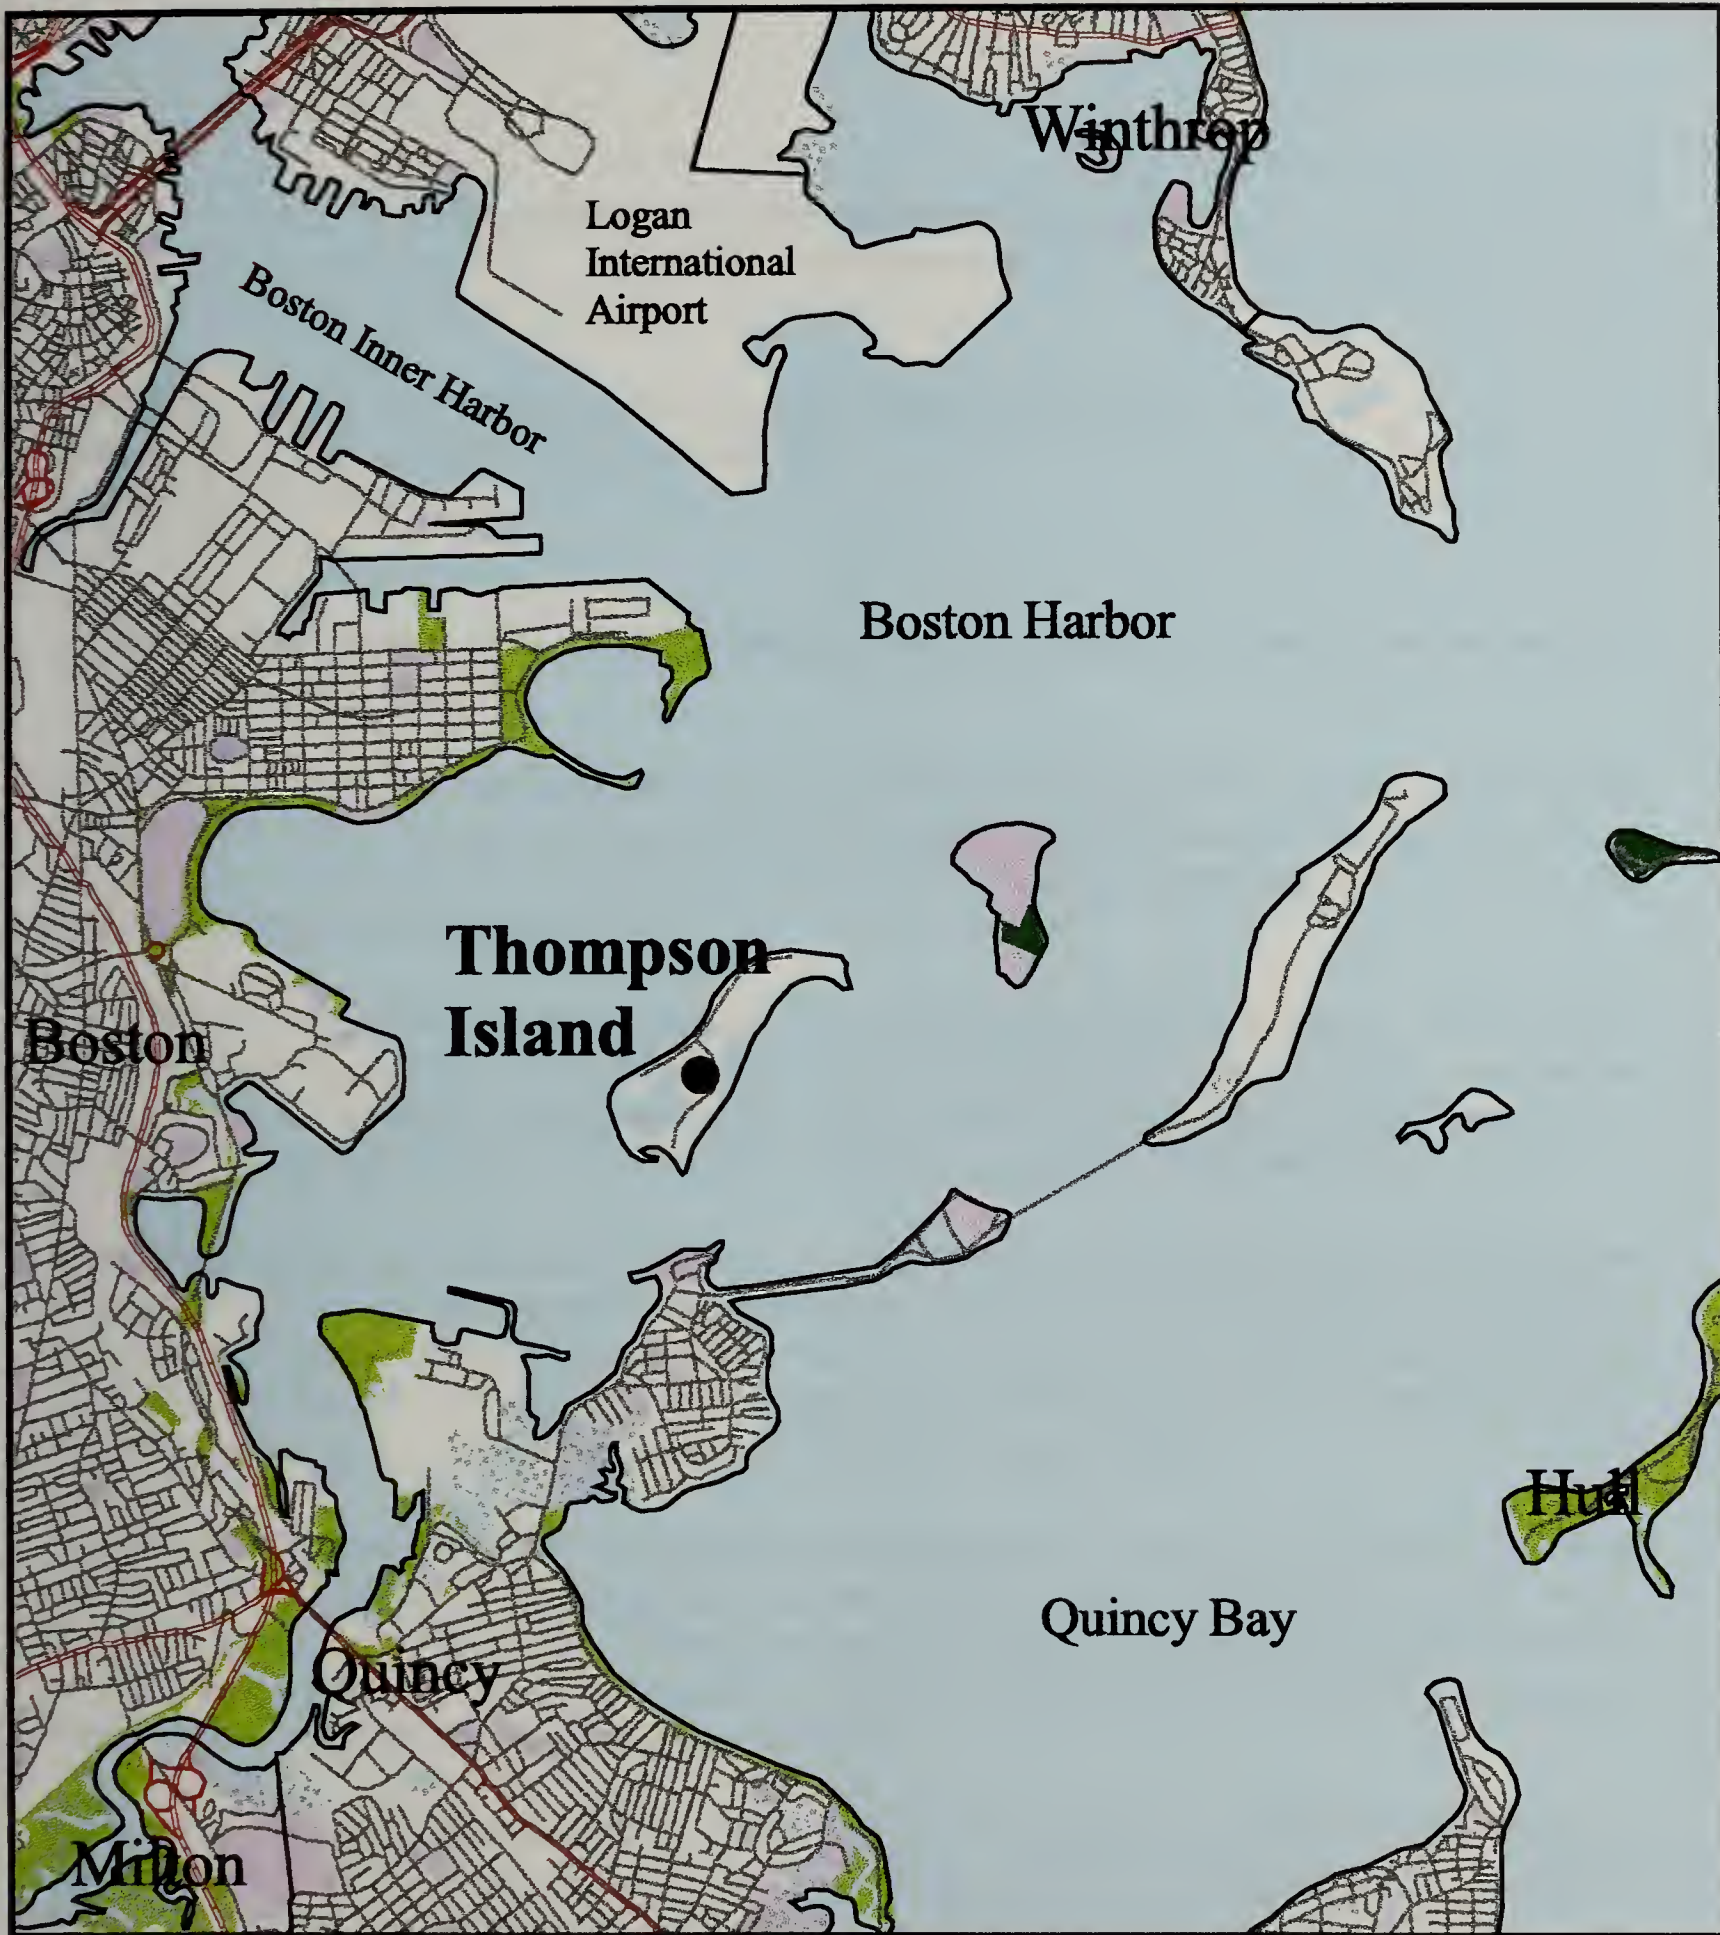 Winthrop
Logan
International
Airport
Boston Inner Harbor
Boston Harbor
Thompson
Island
Boston
Hull
Quincy Bay
Quincy
Milton